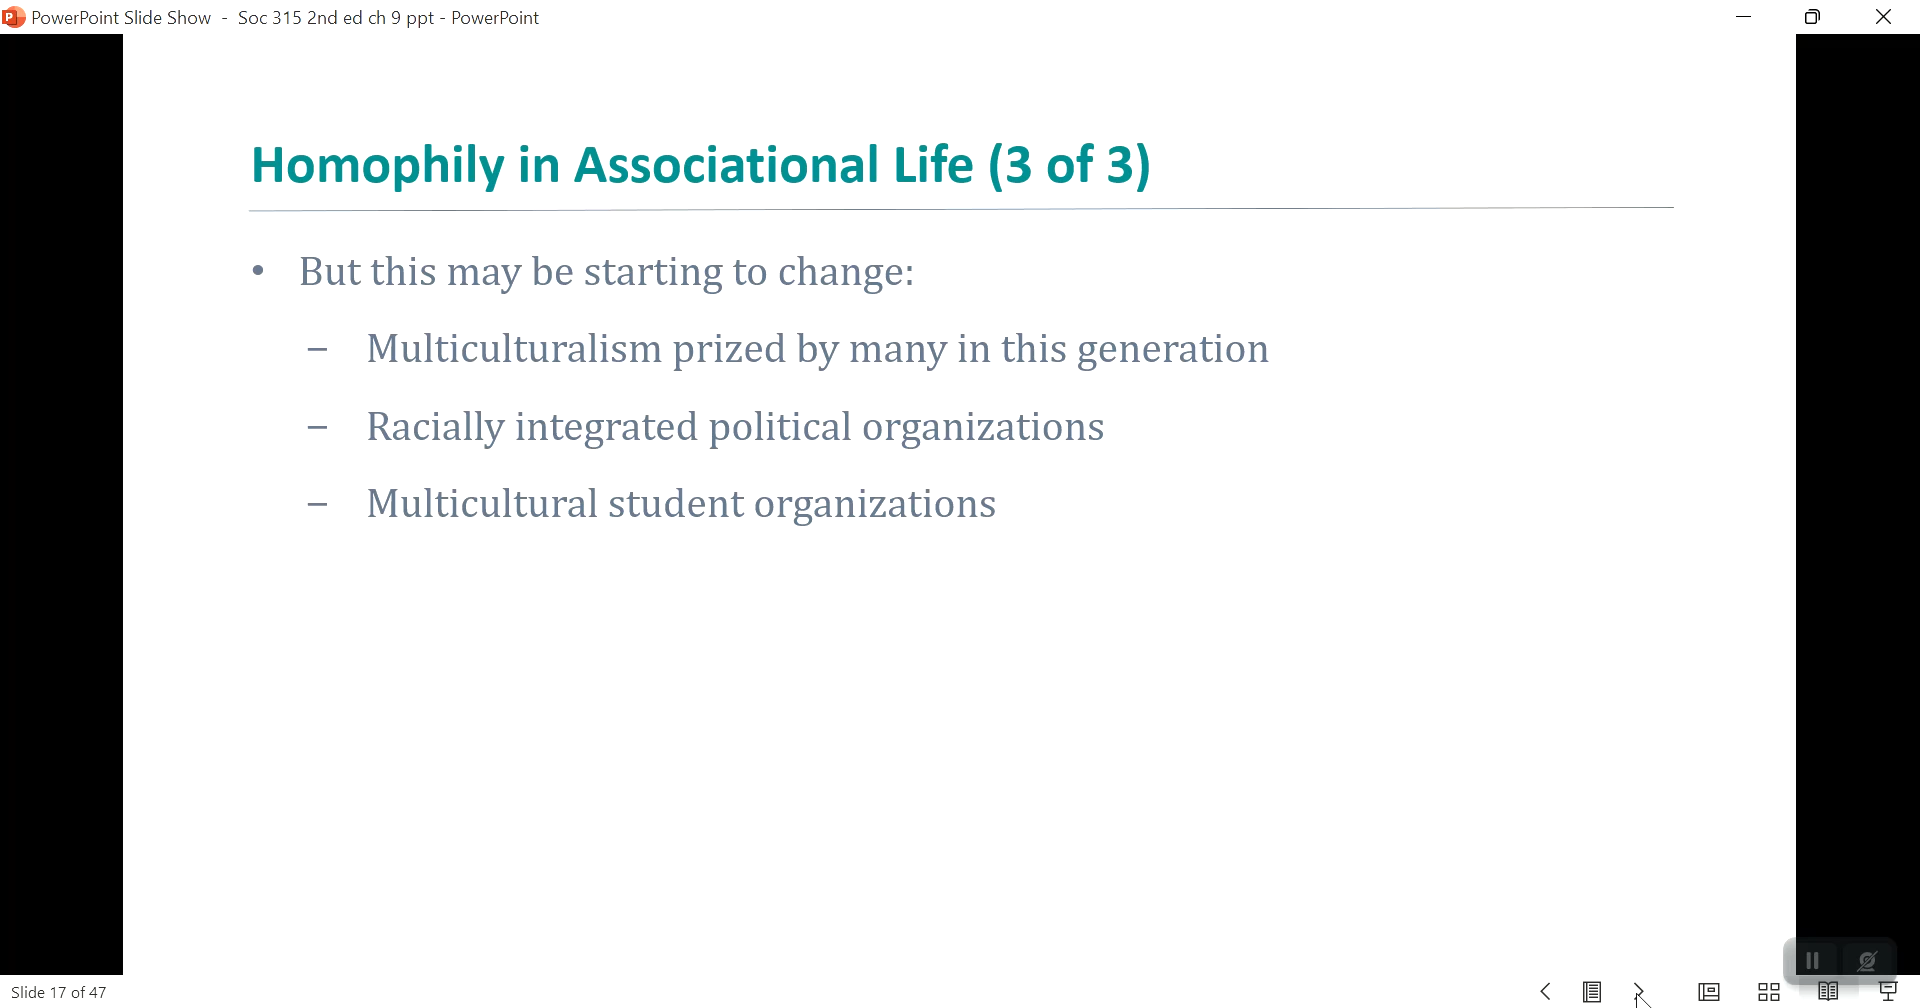 PowerPoint Slide Show - Soc 315 2nd ed ch 9 ppt - PowerPoint
Homophily in Associational Life (3 of 3)
• But this may be starting to change:
– Multiculturalism prized by many in this generation
– Racially integrated political organizations
– Multicultural student organizations
Slide 17 of 47